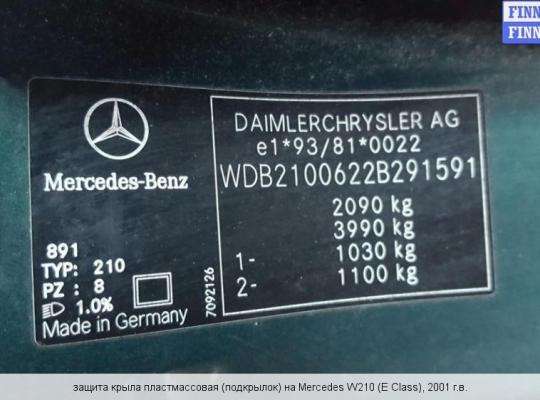 FINN
FINN
Mercedes-Benz
891
TYP: 210
PZ : 8
1.0%
Made in Germany
7092126
DAIMLERCHRYSLER AG
e1*93/81*0022
WDB2100622B291591
2090 kg
3990 kg
1- 1030 kg
2- 1100 kg
защита крыла пластмассовая (подкрылок) на Mercedes W210 (E Class), 2001 г.в.